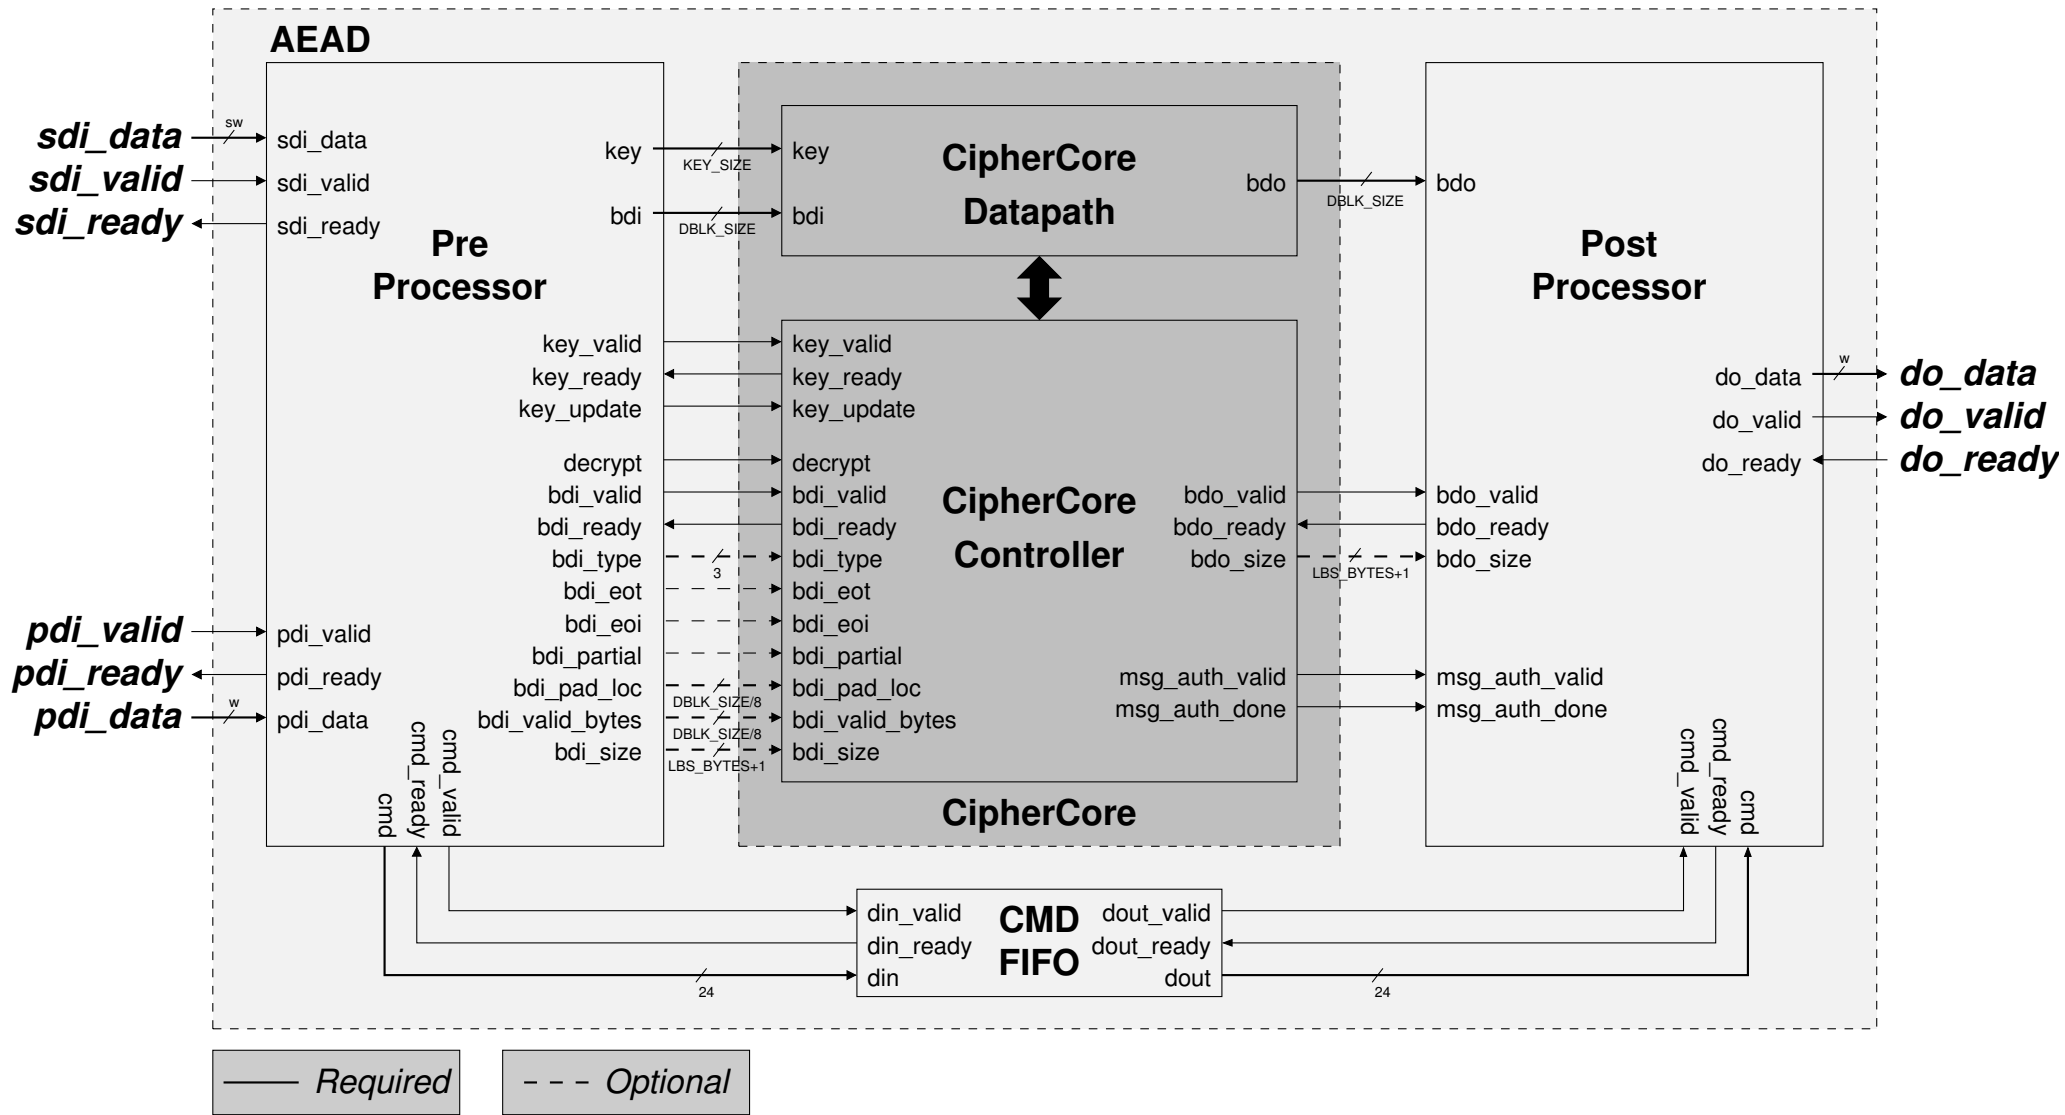 AEAD
sdi_data
sw
sdi_data
sdi_valid
sdi_valid
sdi_ready
sdi_ready
Pre
Processor
key
KEY_SIZE
key
bdi
DBLK_SIZE
bdi
CipherCore
Datapath
bdo
DBLK_SIZE
bdo
Post
Processor
key_valid
key_valid
key_ready
key_ready
key_update
key_update
decrypt
decrypt
bdi_valid
bdi_valid
bdi_ready
bdi_ready
bdi_type
3
bdi_type
bdi_eot
bdi_eot
bdi_eoi
bdi_eoi
bdi_partial
bdi_partial
bdi_pad_loc
DBLK_SIZE/8
bdi_pad_loc
bdi_valid_bytes
DBLK_SIZE/8
bdi_valid_bytes
bdi_size
LBS_BYTES+1
bdi_size
CipherCore
Controller
bdo_valid
bdo_valid
bdo_ready
bdo_ready
bdo_size
LBS_BYTES+1
bdo_size
msg_auth_valid
msg_auth_valid
msg_auth_done
msg_auth_done
CipherCore
do_data
w
do_data
do_valid
do_valid
do_ready
do_ready
pdi_valid
pdi_valid
pdi_ready
pdi_ready
pdi_data
w
pdi_data
cmd
cmd_ready
cmd_valid
cmd_valid
cmd_ready
cmd
din_valid
din_ready
din
24
CMD
FIFO
dout_valid
dout_ready
dout
24
Required
Optional